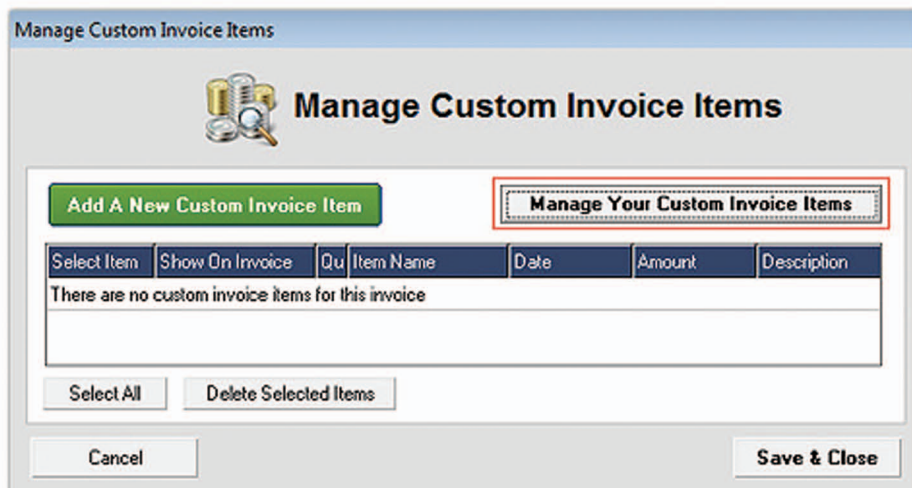 Manage Custom Invoice Items
Manage Custom Invoice Items
Add A New Custom Invoice Item Manage Your Custom Invoice Items
Select Item Show On Invoice Qu Item Name Date Amount Description
There are no custom invoice items for this invoice
Select All Delete Selected Items
Cancel Save & Close